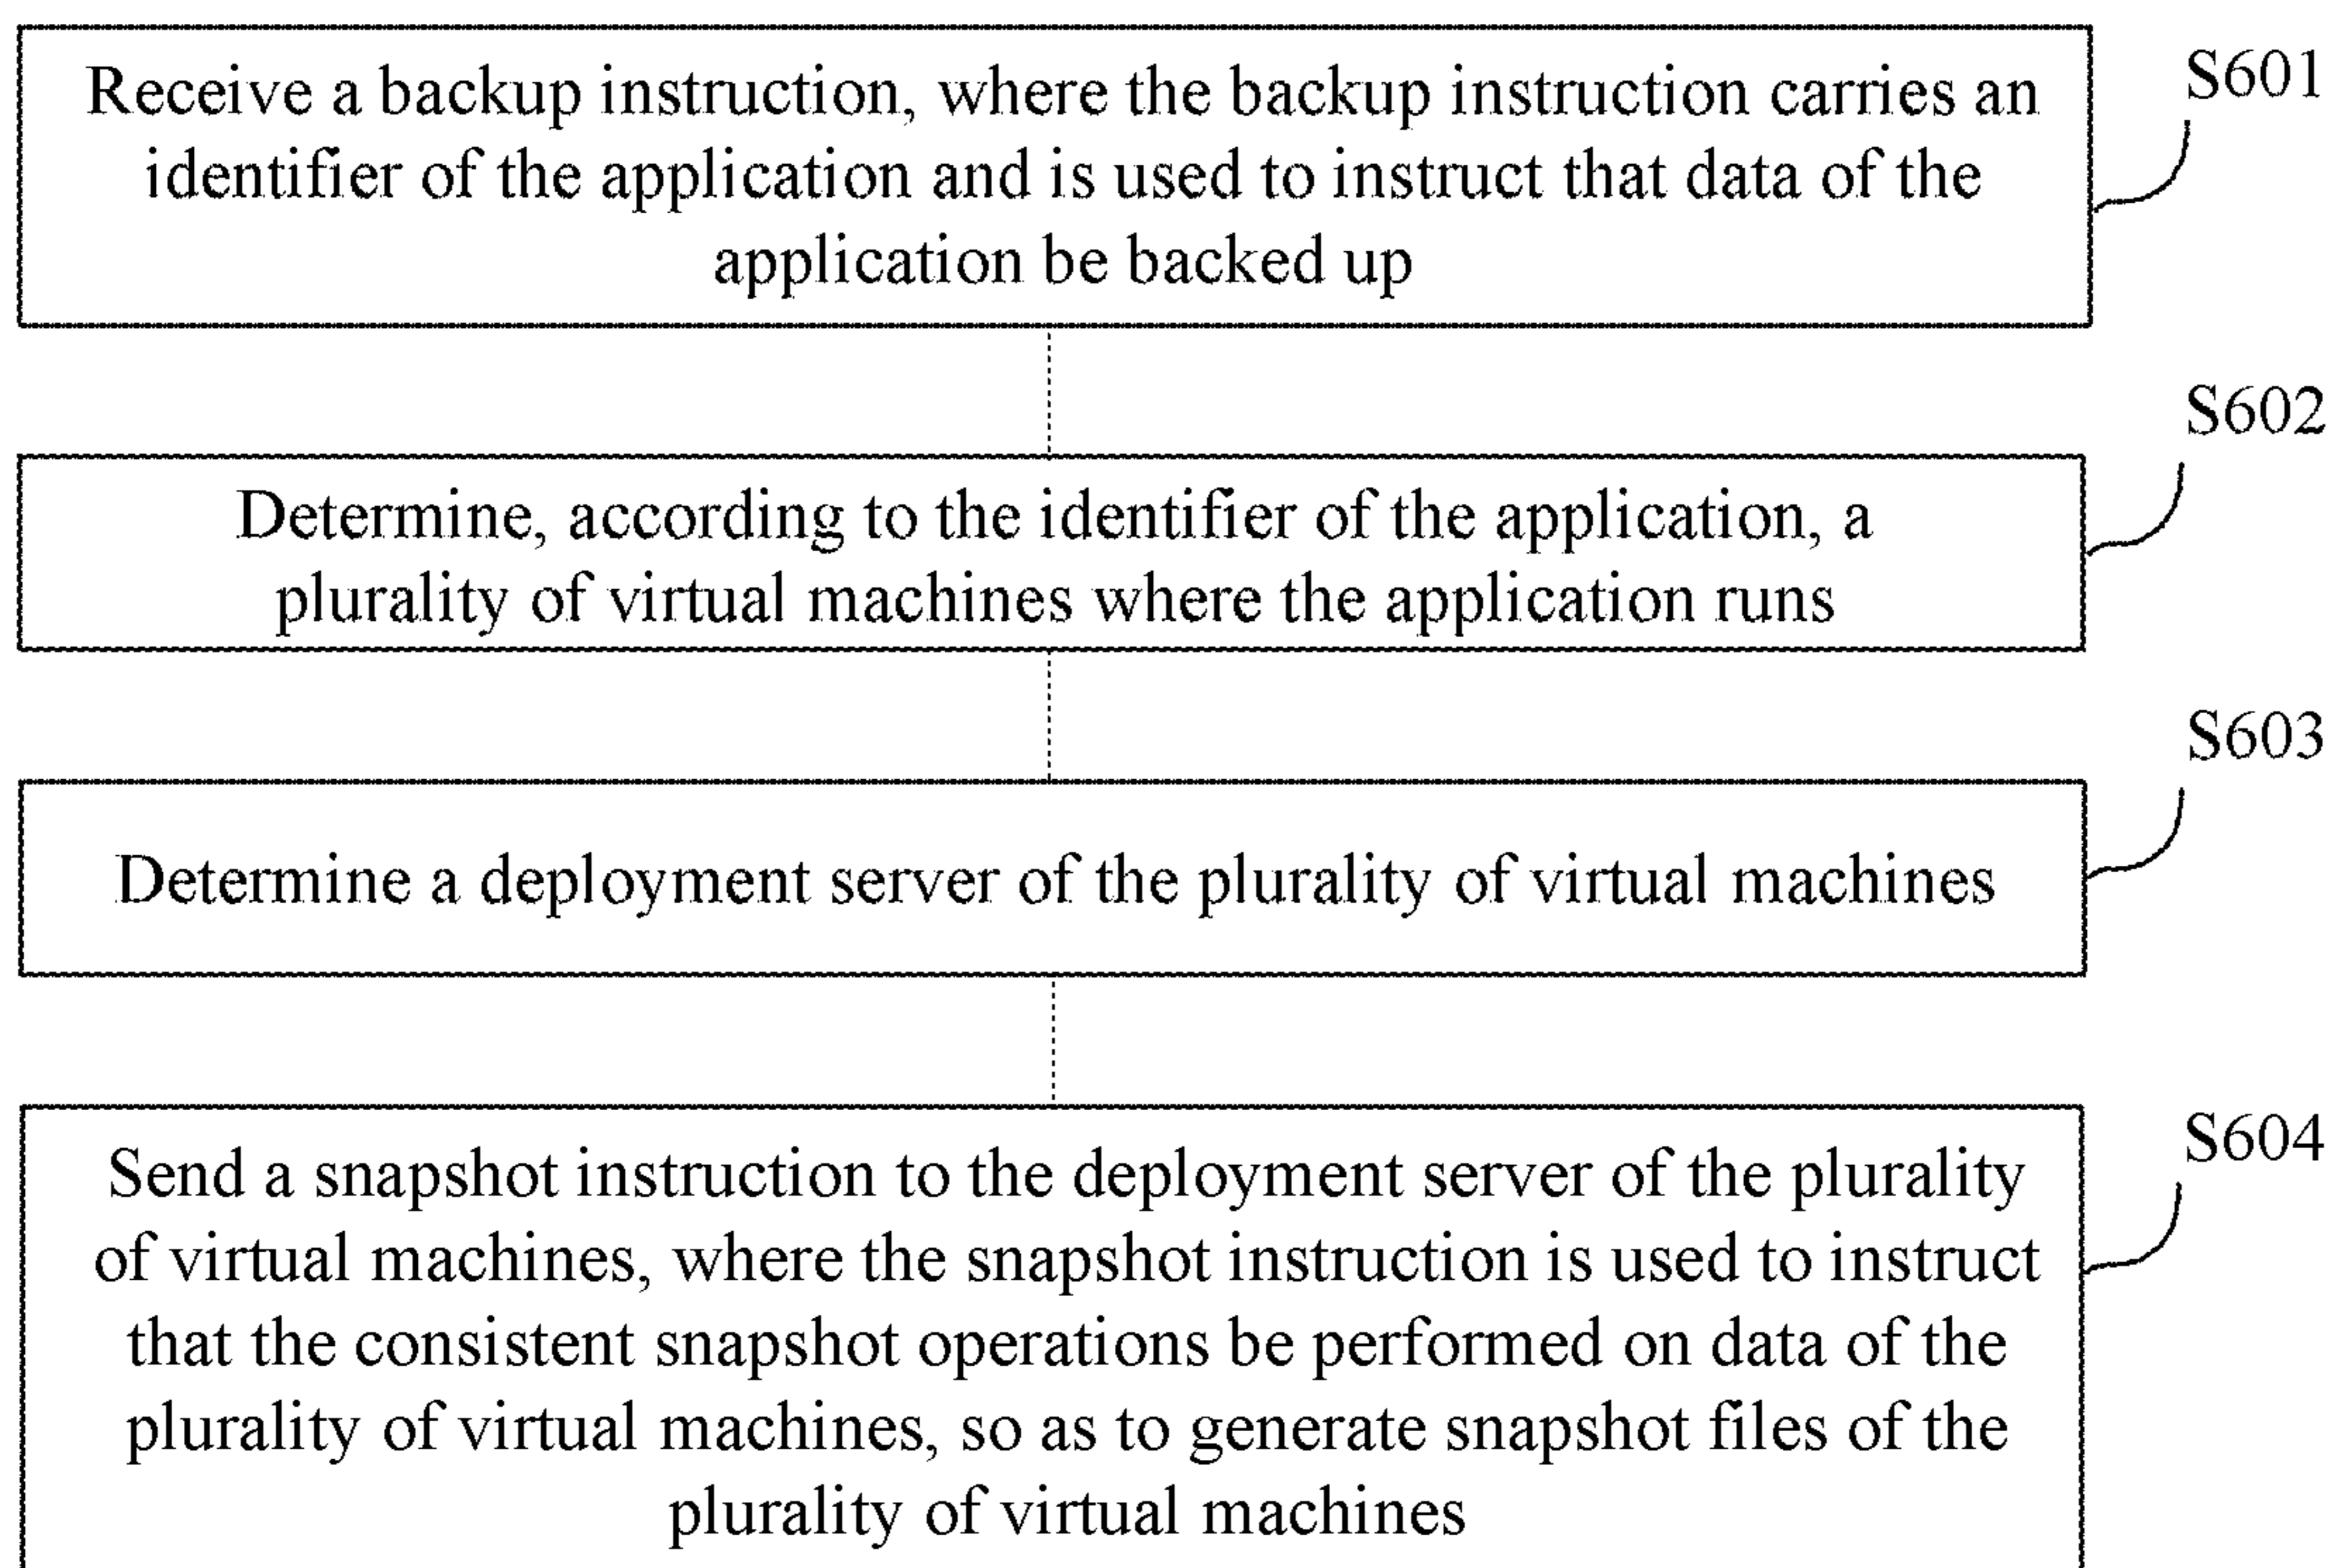 Receive a backup instruction, where the backup instruction carries an
identifier of the application and is used to instruct that data of the
application be backed up
S601
Determine, according to the identifier of the application, a
plurality of virtual machines where the application runs
S602
Determine a deployment server of the plurality of virtual machines
S603
Send a snapshot instruction to the deployment server of the plurality
of virtual machines, where the snapshot instruction is used to instruct
that the consistent snapshot operations be performed on data of the
plurality of virtual machines, so as to generate snapshot files of the
plurality of virtual machines
S604